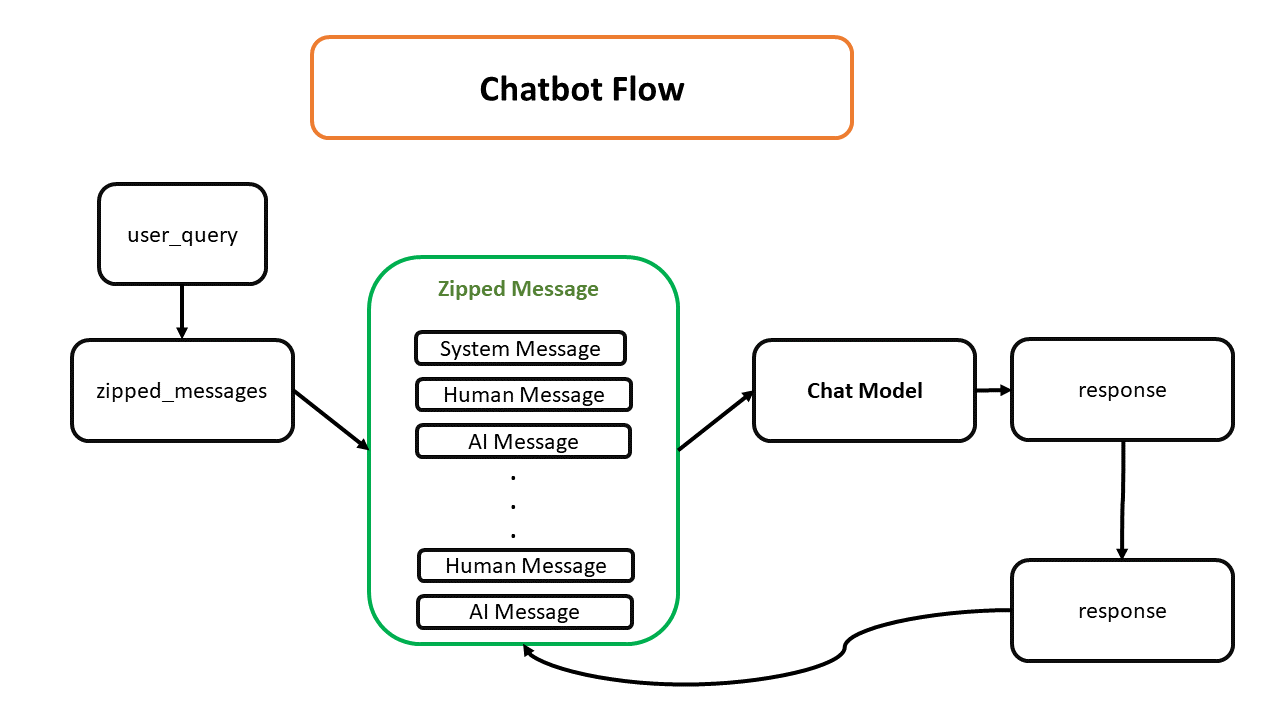 Chatbot Flow
user_query
zipped_messages
Zipped Message
System Message
Human Message
AI Message
.
.
.
Human Message
AI Message
Chat Model
response
response